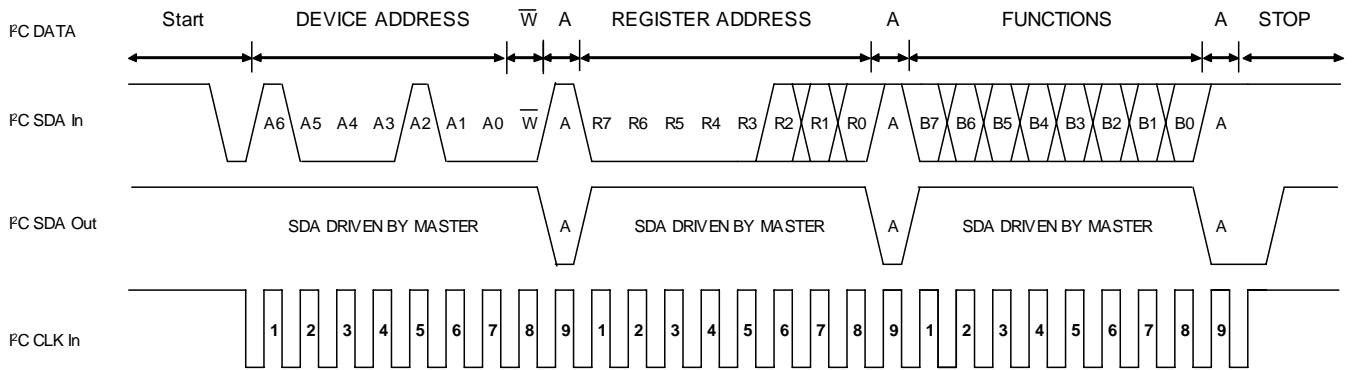 Start DEVICE ADDRESS W̅ A REGISTER ADDRESS A FUNCTIONS A STOP
I²C DATA
I²C SDA In
A6 A5 A4 A3 A2 A1 A0 W̅ A R7 R6 R5 R4 R3 R2 R1 R0 A B7 B6 B5 B4 B3 B2 B1 B0 A
I²C SDA Out
SDA DRIVEN BY MASTER A SDA DRIVEN BY MASTER A SDA DRIVEN BY MASTER A
1 2 3 4 5 6 7 8 9 1 2 3 4 5 6 7 8 9 1 2 3 4 5 6 7 8 9
I²C CLK In